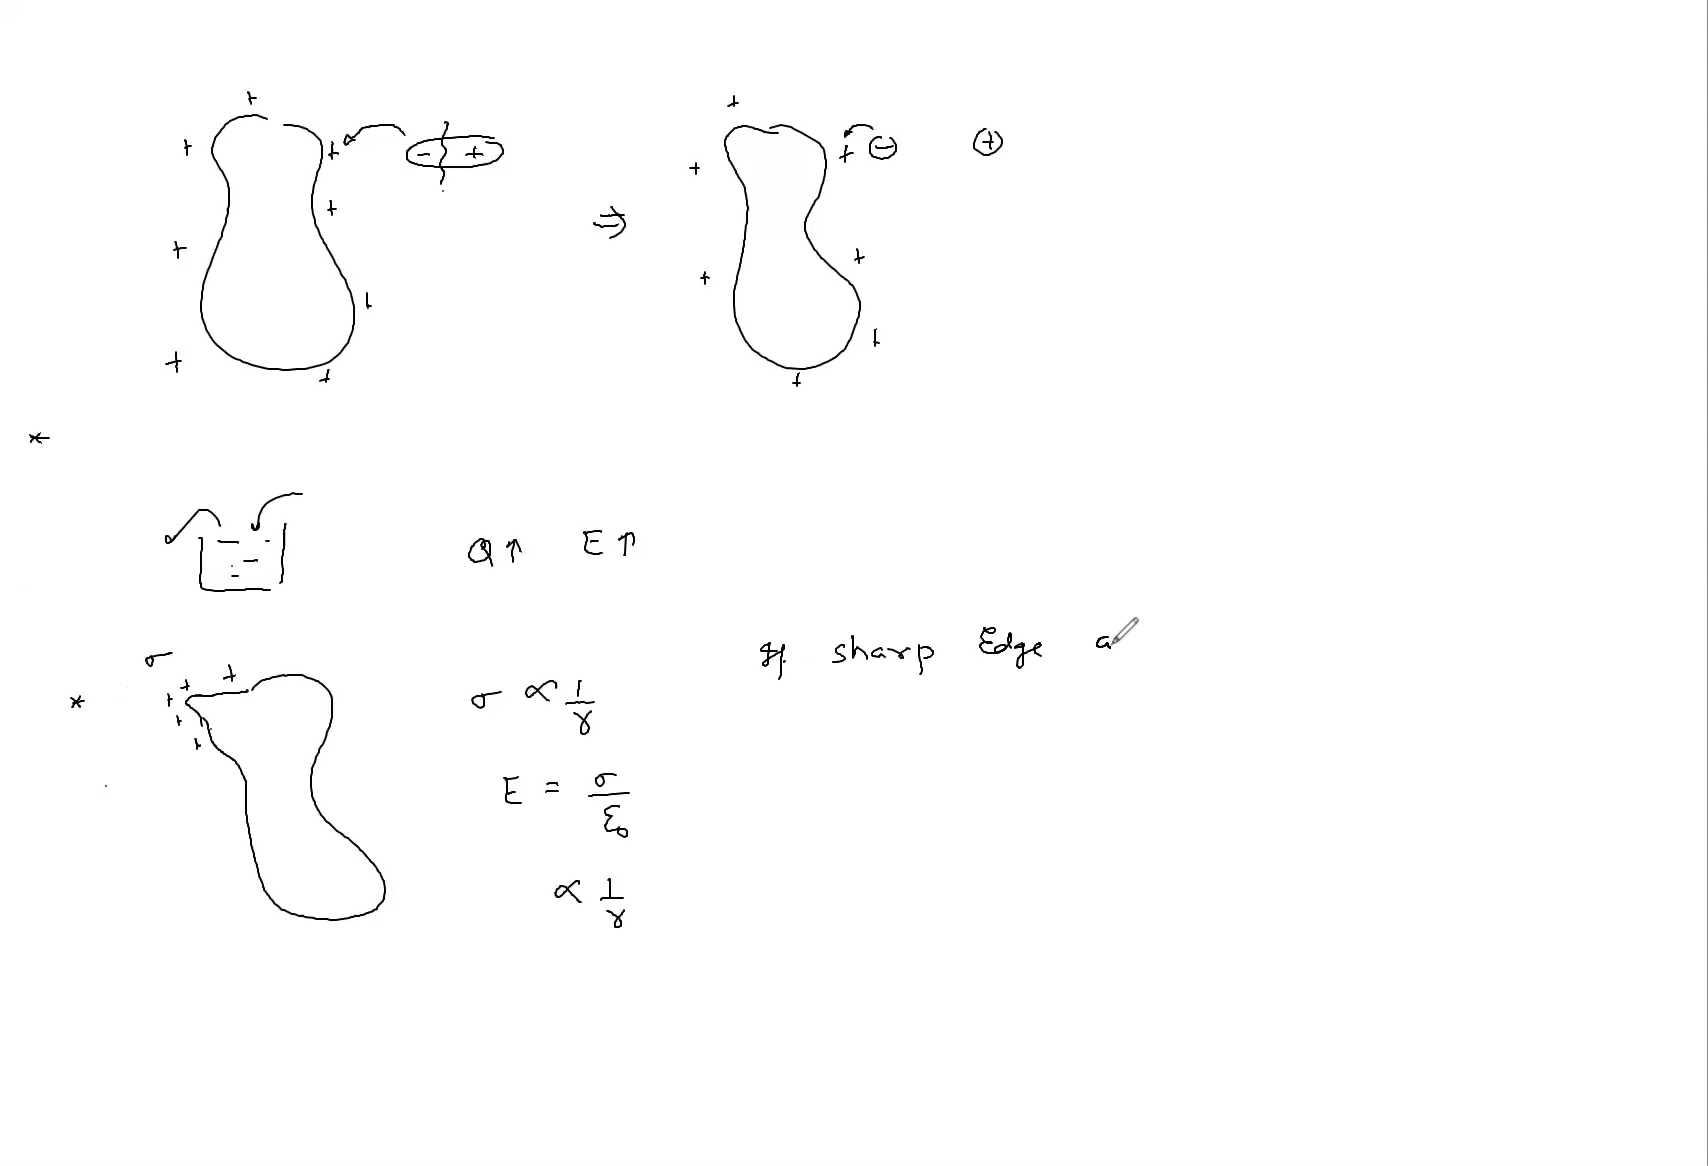 + +
+ + - + + - +
+
+ +
⇒
+ + +
+
+ +
+ + +
*
Q↑ E↑
If sharp Edge a
σ
* + + + σ ∝ 1/r
+ +
E = σ/ε₀
∝ 1/r